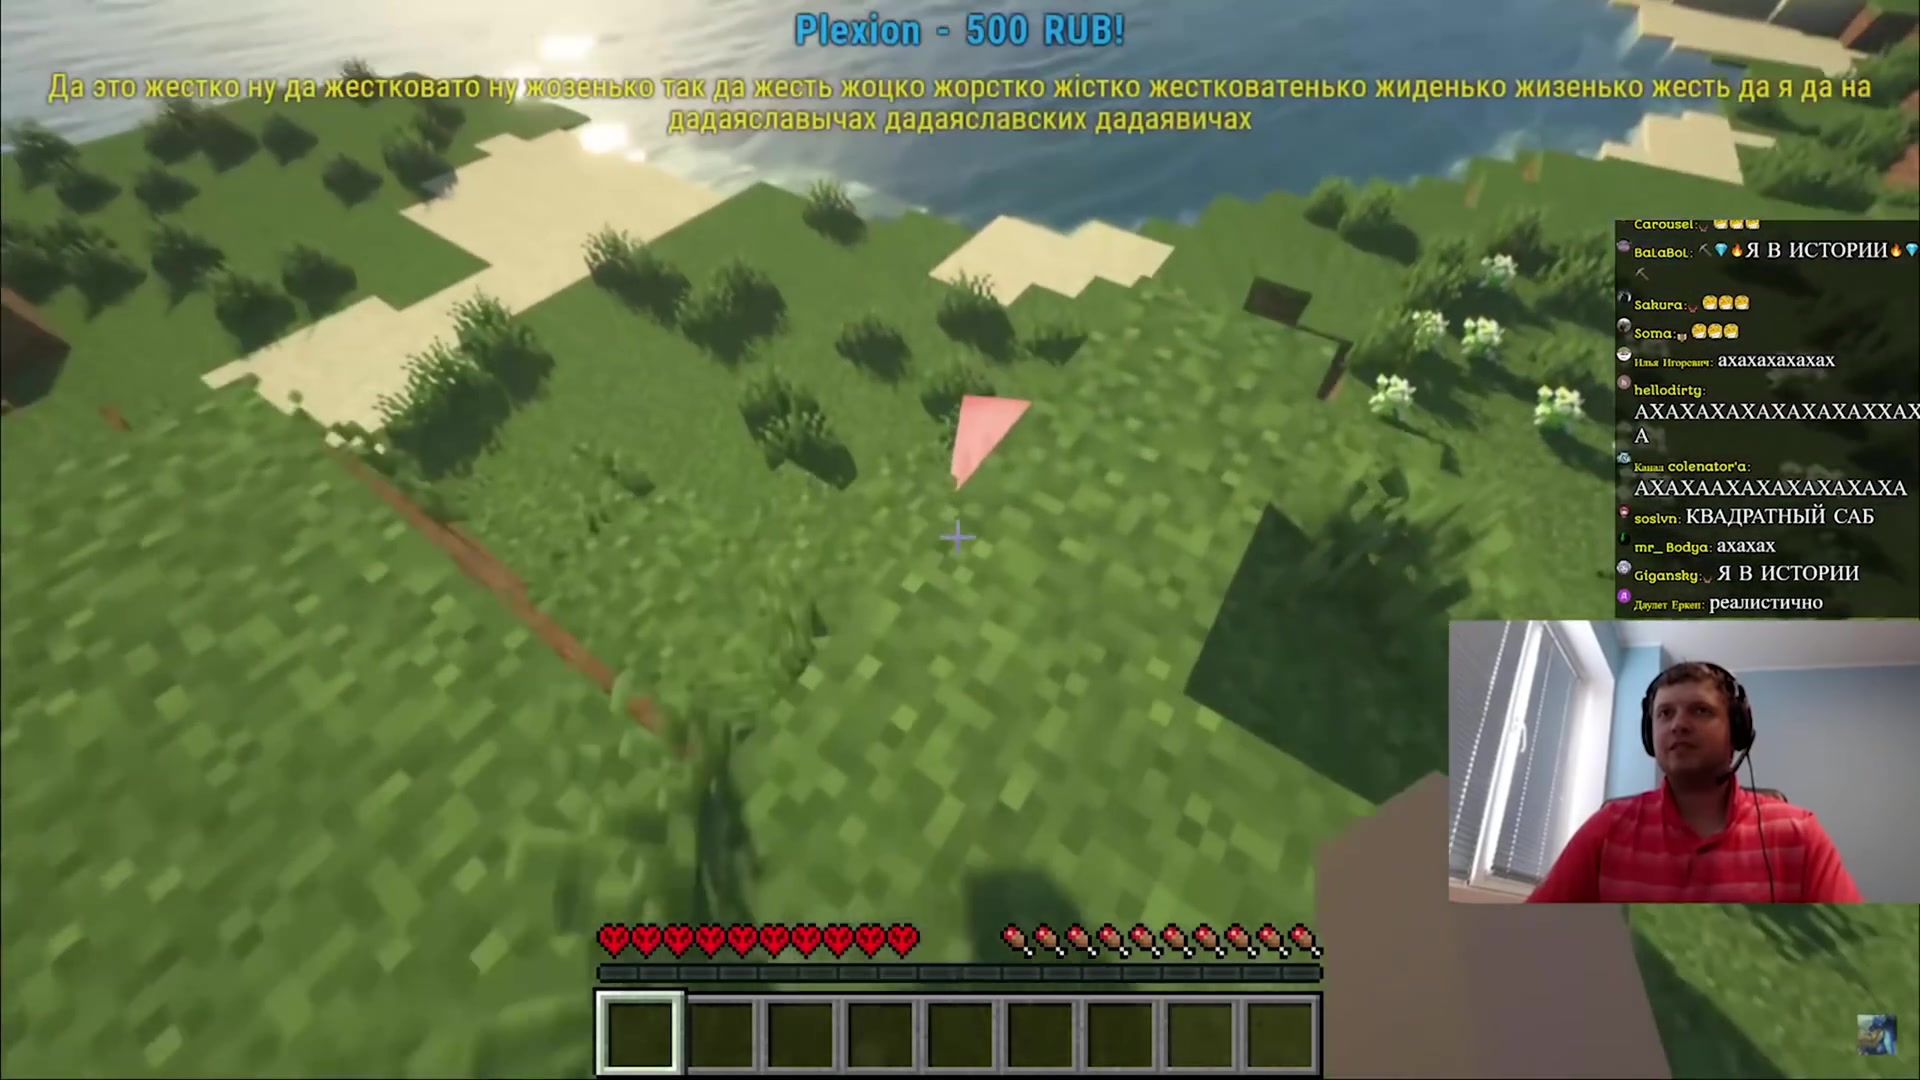 Plexion - 500 RUB!
Да это жестко ну да жестковато ну жозенько так да жесть жоцко жорстко жістко жестковатенько жиденько жизенько жесть да я да на
дадаяславычах дадаяславских дадаявичах
Carousel:
BaLaBoL: Я В ИСТОРИИ
Sakura:
Soma:
Илья Игоревич: ахахахахахах
hellodirty:
АХАХАХАХАХАХАХАХХАХ
А
Канал colenator'a:
АХАХААХАХАХАХАХАХА
soslvn: КВАДРАТНЫЙ САБ
mr_Bodya: ахахах
Gigansky: Я В ИСТОРИИ
Даулет Еркен: реалистично